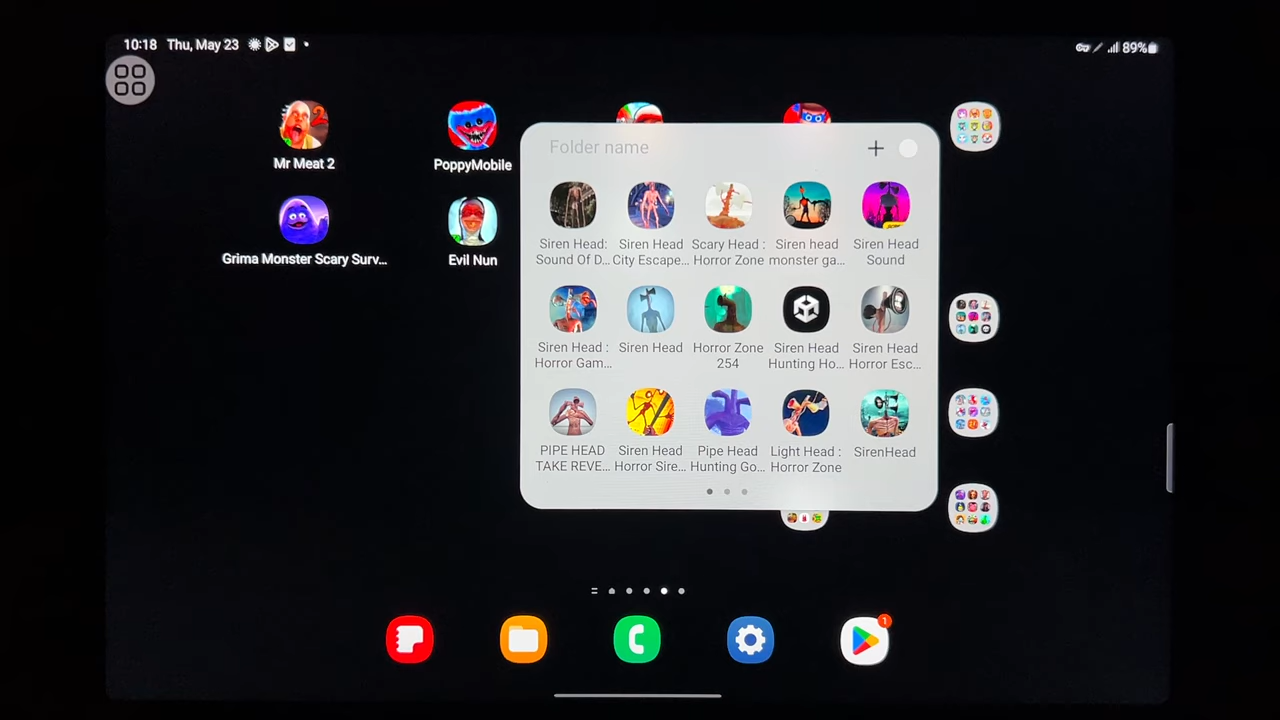 10:18 Thu, May 23
89%
Mr Meat 2
PoppyMobile
Grima Monster Scary Surv...
Evil Nun
Folder name
Siren Head:
Sound Of D...
Siren Head
City Escape...
Scary Head :
Horror Zone
Siren head
monster ga...
Siren Head
Sound
Siren Head :
Horror Gam...
Siren Head
Horror Zone
254
Siren Head
Hunting Ho...
Siren Head
Horror Esc...
PIPE HEAD
TAKE REVE...
Siren Head
Horror Sire...
Pipe Head
Hunting Go...
Light Head :
Horror Zone
SirenHead
1